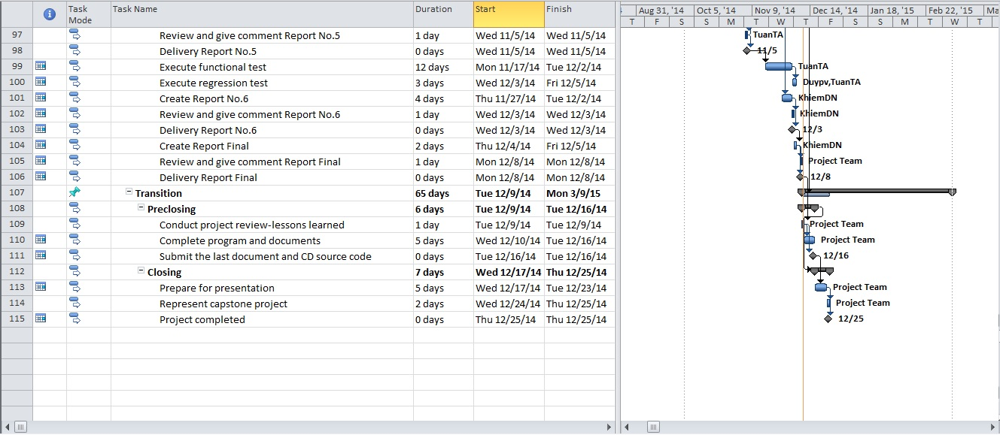 Task Mode Task Name Duration Start Finish Aug 31, '14 Oct 5, '14 Nov 9, '14 Dec 14, '14 Jan 18, '15 Feb 22, '15 Ma
T F S S M T W T F S S M T W T
97 Review and give comment Report No.5 1 day Wed 11/5/14 Wed 11/5/14 TuanTA
98 Delivery Report No.5 0 days Wed 11/5/14 Wed 11/5/14 11/5
99 Execute functional test 12 days Mon 11/17/14 Tue 12/2/14 TuanTA
100 Execute regression test 3 days Wed 12/3/14 Fri 12/5/14 Duypv,TuanTA
101 Create Report No.6 4 days Thu 11/27/14 Tue 12/2/14 KhiemDN
102 Review and give comment Report No.6 1 day Wed 12/3/14 Wed 12/3/14 KhiemDN
103 Delivery Report No.6 0 days Wed 12/3/14 Wed 12/3/14 12/3
104 Create Report Final 2 days Thu 12/4/14 Fri 12/5/14 KhiemDN
105 Review and give comment Report Final 1 day Mon 12/8/14 Mon 12/8/14 Project Team
106 Delivery Report Final 0 days Mon 12/8/14 Mon 12/8/14 12/8
107 Transition 65 days Tue 12/9/14 Mon 3/9/15
108 Preclosing 6 days Tue 12/9/14 Tue 12/16/14
109 Conduct project review-lessons learned 1 day Tue 12/9/14 Tue 12/9/14 Project Team
110 Complete program and documents 5 days Wed 12/10/14 Tue 12/16/14 Project Team
111 Submit the last document and CD source code 0 days Tue 12/16/14 Tue 12/16/14 12/16
112 Closing 7 days Wed 12/17/14 Thu 12/25/14
113 Prepare for presentation 5 days Wed 12/17/14 Tue 12/23/14 Project Team
114 Represent capstone project 2 days Wed 12/24/14 Thu 12/25/14 Project Team
115 Project completed 0 days Thu 12/25/14 Thu 12/25/14 12/25